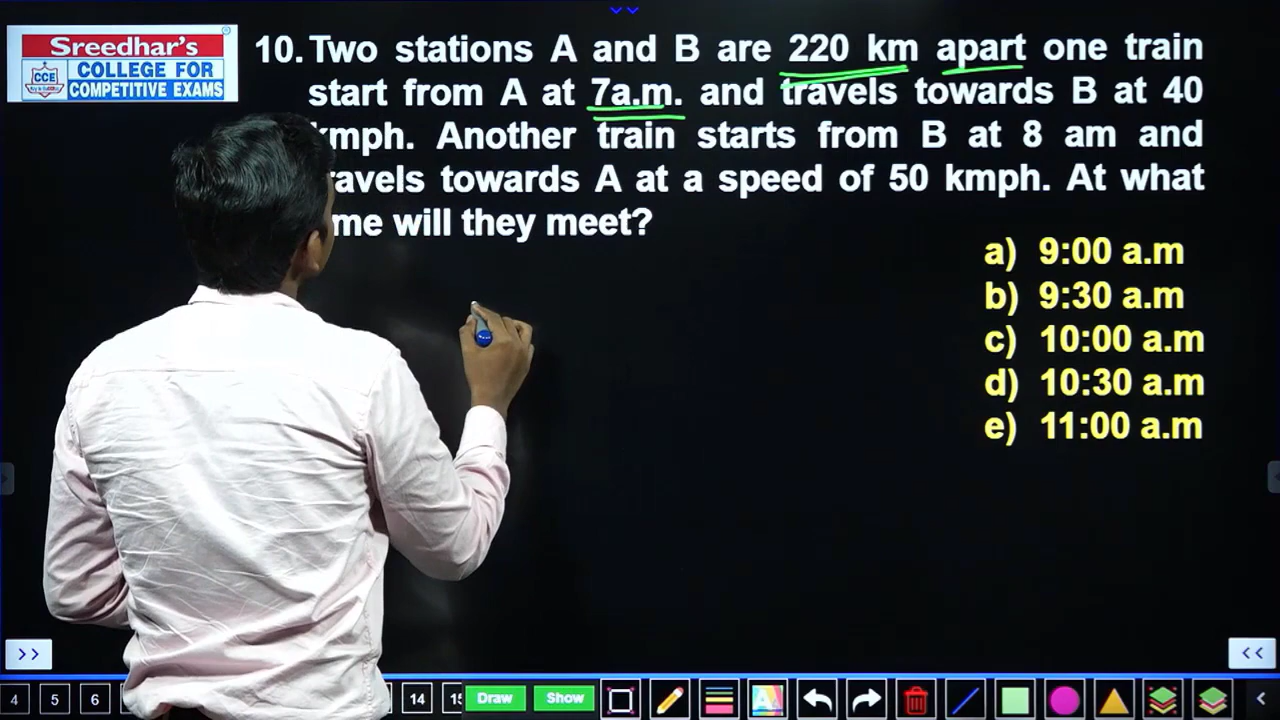 Sreedhar's
CCE
COLLEGE FOR
COMPETITIVE EXAMS
10. Two stations A and B are 220 km apart one train
start from A at 7a.m. and travels towards B at 40
kmph. Another train starts from B at 8 am and
ravels towards A at a speed of 50 kmph. At what
me will they meet?
a) 9:00 a.m
b) 9:30 a.m
c) 10:00 a.m
d) 10:30 a.m
e) 11:00 a.m
>>
<<
4 5 6 14 15 Draw Show